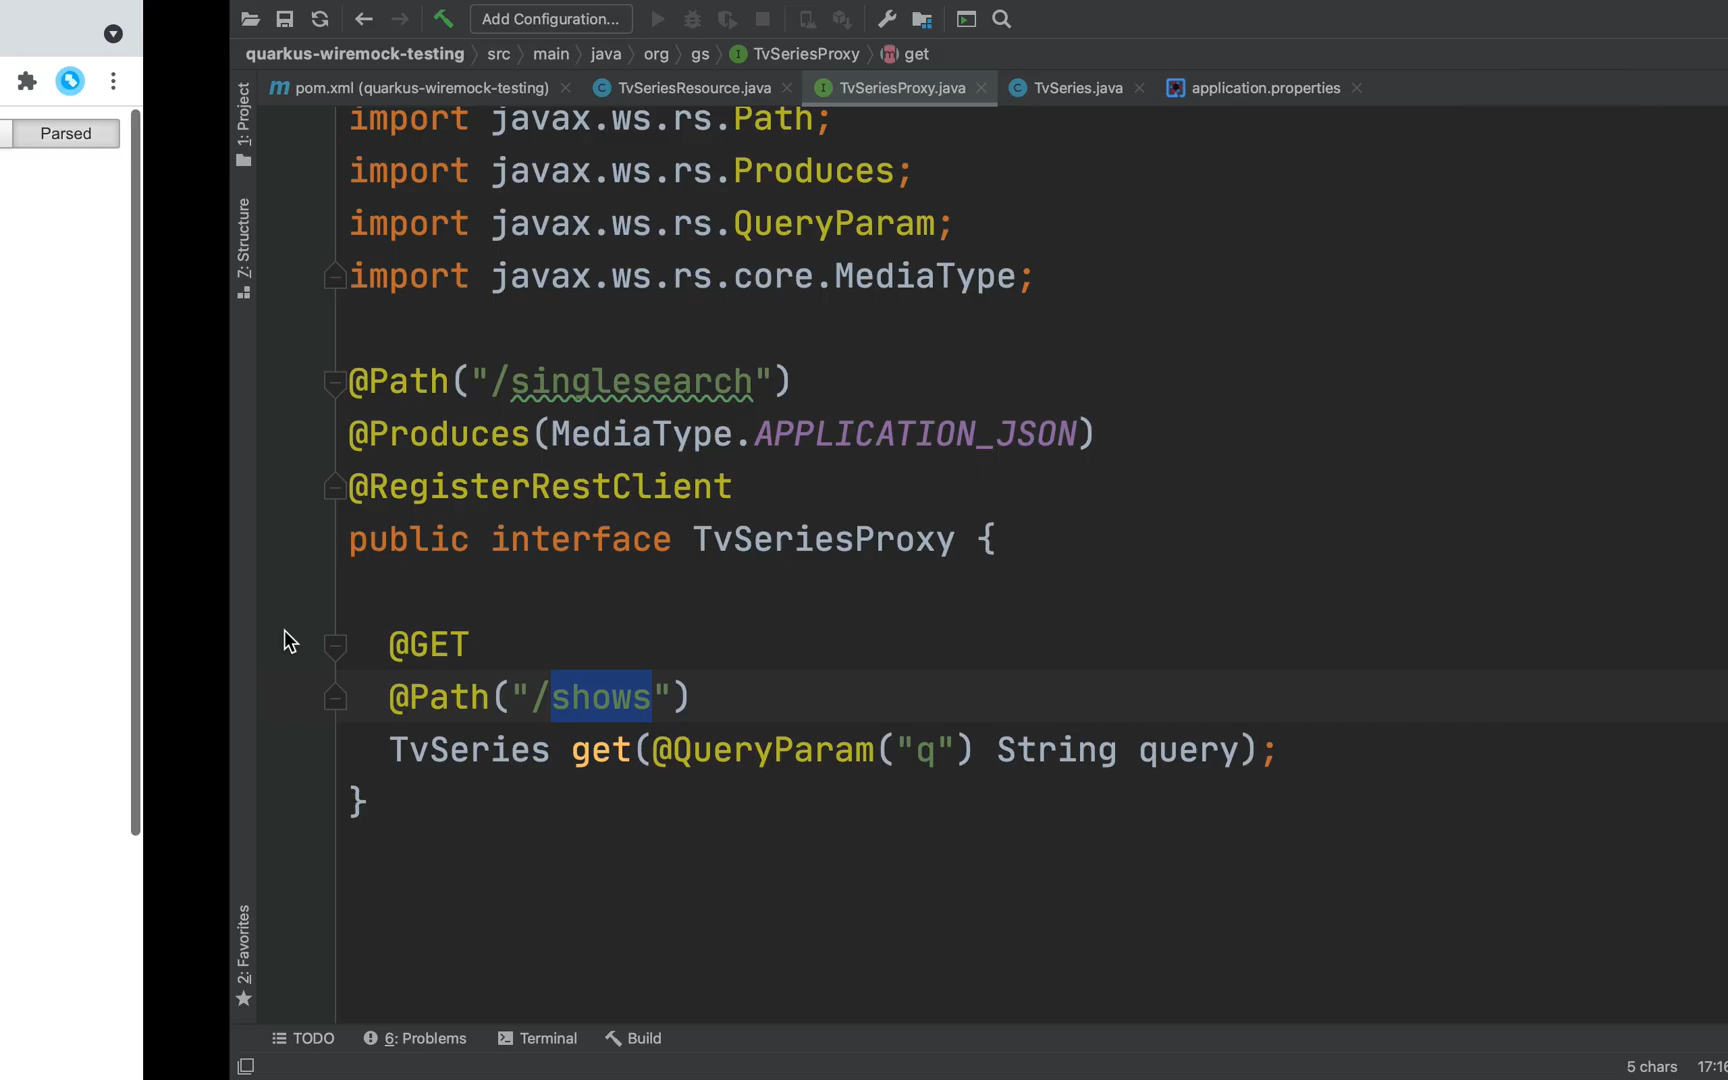 Add Configuration...
quarkus-wiremock-testing src main java org gs TvSeriesProxy get
pom.xml (quarkus-wiremock-testing) TvSeriesResource.java TvSeriesProxy.java TvSeries.java application.properties
Parsed
1: Project
Z: Structure
2: Favorites
import javax.ws.rs.Path;
import javax.ws.rs.Produces;
import javax.ws.rs.QueryParam;
import javax.ws.rs.core.MediaType;
@Path("/singlesearch")
@Produces(MediaType.APPLICATION_JSON)
@RegisterRestClient
public interface TvSeriesProxy {
@GET
@Path("/shows")
TvSeries get(@QueryParam("q") String query);
}
TODO 6: Problems Terminal Build
5 chars